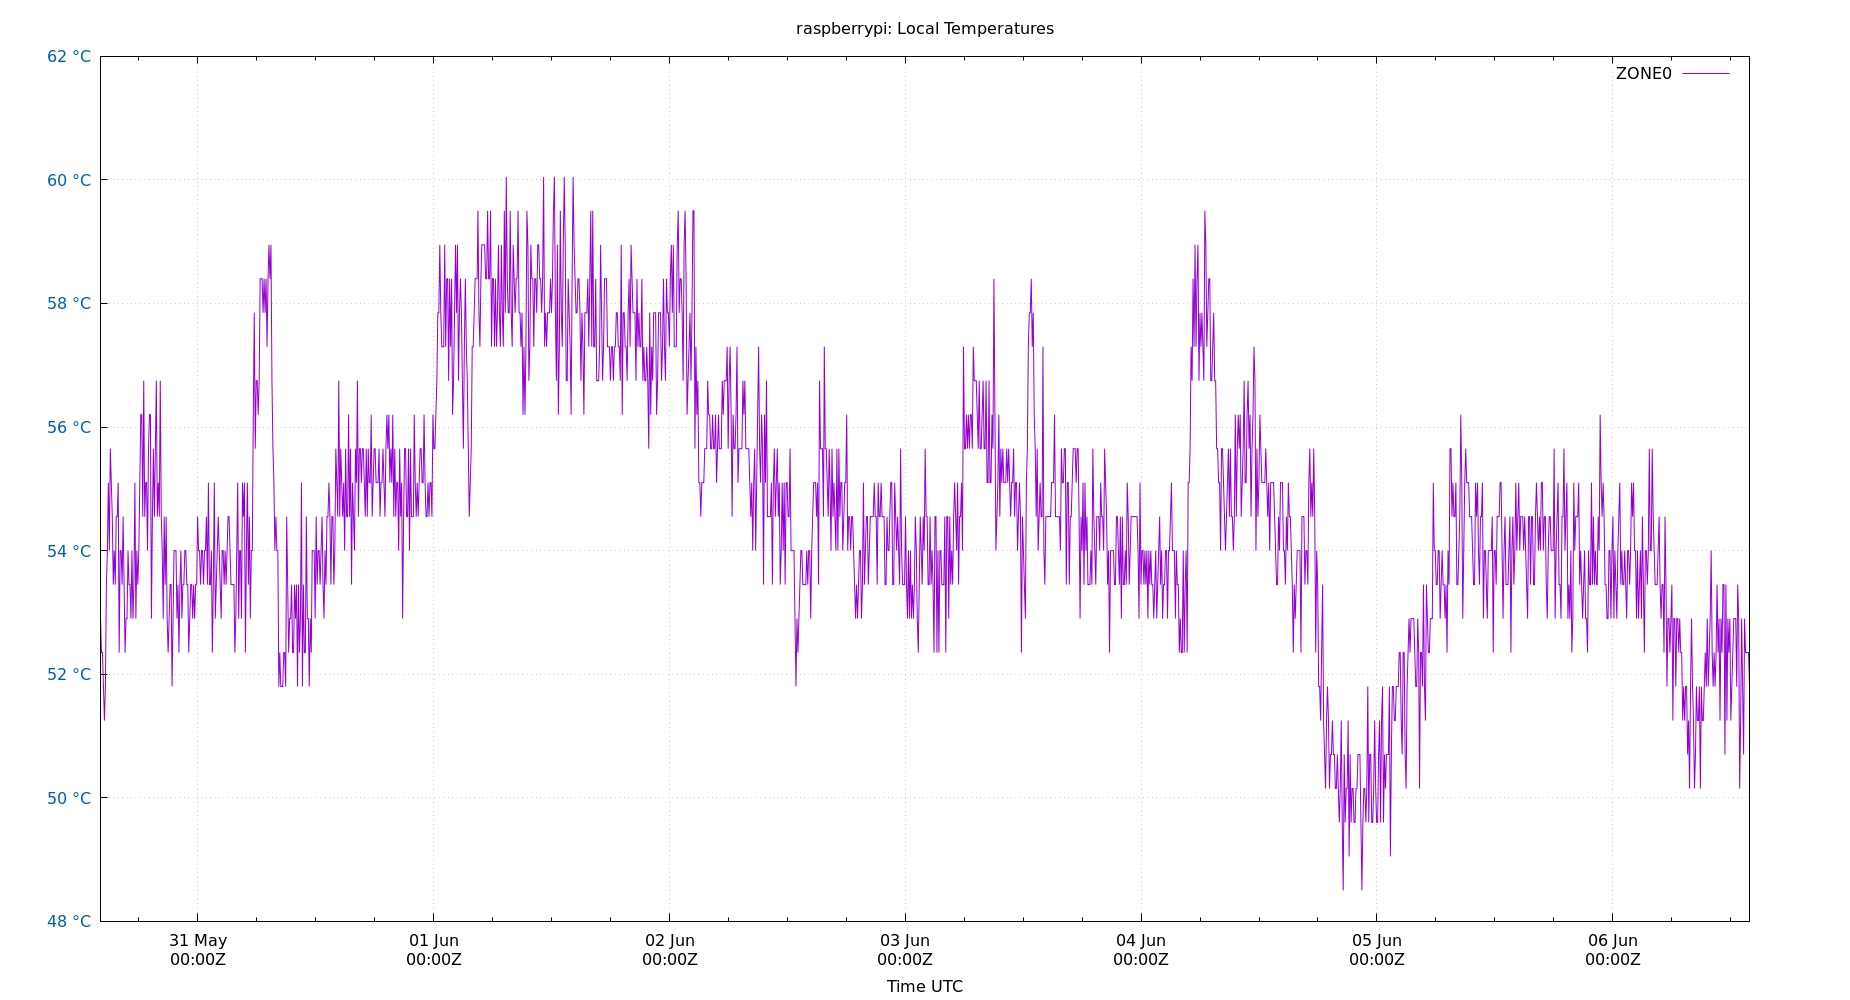 raspberrypi: Local Temperatures
62 °C
ZONE0
60 °C
58 °C
56 °C
54 °C
52 °C
50 °C
48 °C
31 May 01 Jun 02 Jun 03 Jun 04 Jun 05 Jun 06 Jun
00:00Z 00:00Z 00:00Z 00:00Z 00:00Z 00:00Z 00:00Z
Time UTC